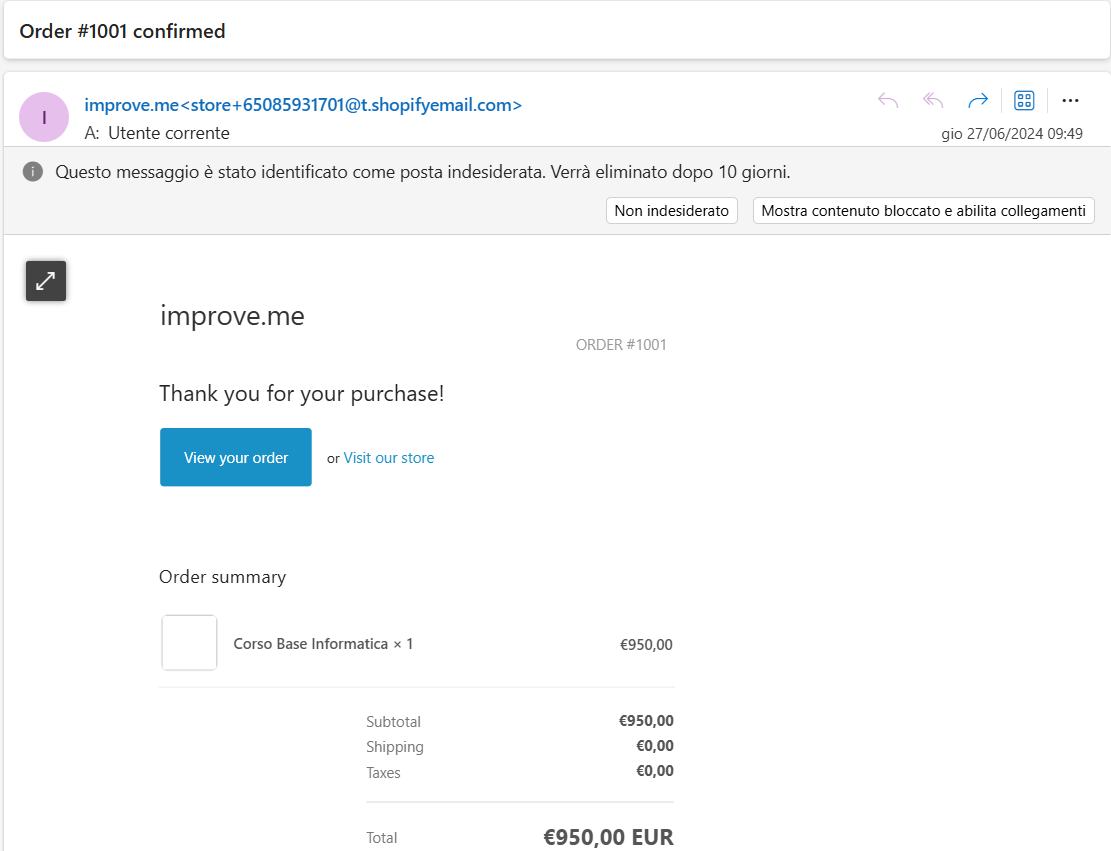 Order #1001 confirmed
I
improve.me<store+65085931701@t.shopifyemail.com>
A: Utente corrente
gio 27/06/2024 09:49
Questo messaggio è stato identificato come posta indesiderata. Verrà eliminato dopo 10 giorni.
Non indesiderato
Mostra contenuto bloccato e abilita collegamenti
improve.me
ORDER #1001
Thank you for your purchase!
View your order or Visit our store
Order summary
Corso Base Informatica × 1 €950,00
Subtotal €950,00
Shipping €0,00
Taxes €0,00
Total €950,00 EUR